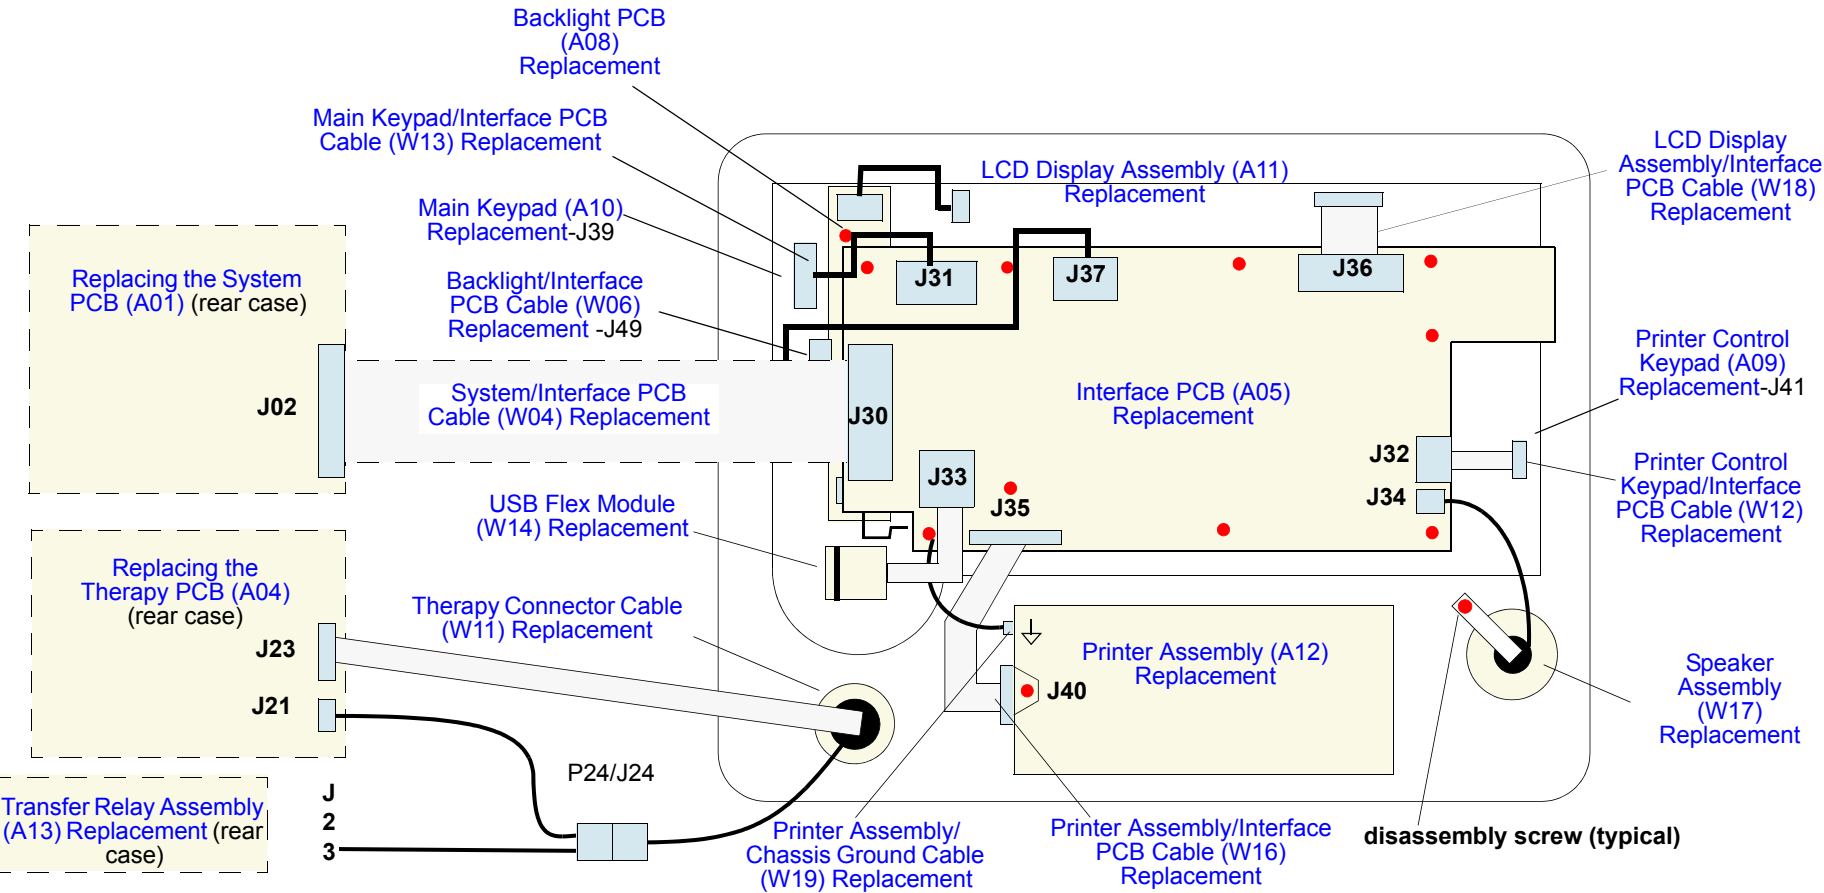 Backlight PCB
(A08)
Replacement
Main Keypad/Interface PCB
Cable (W13) Replacement
LCD Display Assembly (A11)
Replacement
LCD Display
Assembly/Interface
PCB Cable (W18)
Replacement
Main Keypad (A10)
Replacement-J39
Replacing the System
PCB (A01) (rear case)
Backlight/Interface
PCB Cable (W06)
Replacement -J49
J31
J37
J36
Printer Control
Keypad (A09)
Replacement-J41
J02
System/Interface PCB
Cable (W04) Replacement
J30
Interface PCB (A05)
Replacement
J32
J33
J34
J35
Printer Control
Keypad/Interface
PCB Cable (W12)
Replacement
USB Flex Module
(W14) Replacement
Replacing the
Therapy PCB (A04)
(rear case)
J23
J21
Therapy Connector Cable
(W11) Replacement
Printer Assembly (A12)
Replacement
J40
Speaker
Assembly
(W17)
Replacement
P24/J24
Transfer Relay Assembly
(A13) Replacement (rear
case)
J
2
3
Printer Assembly/
Chassis Ground Cable
(W19) Replacement
Printer Assembly/Interface
PCB Cable (W16)
Replacement
disassembly screw (typical)